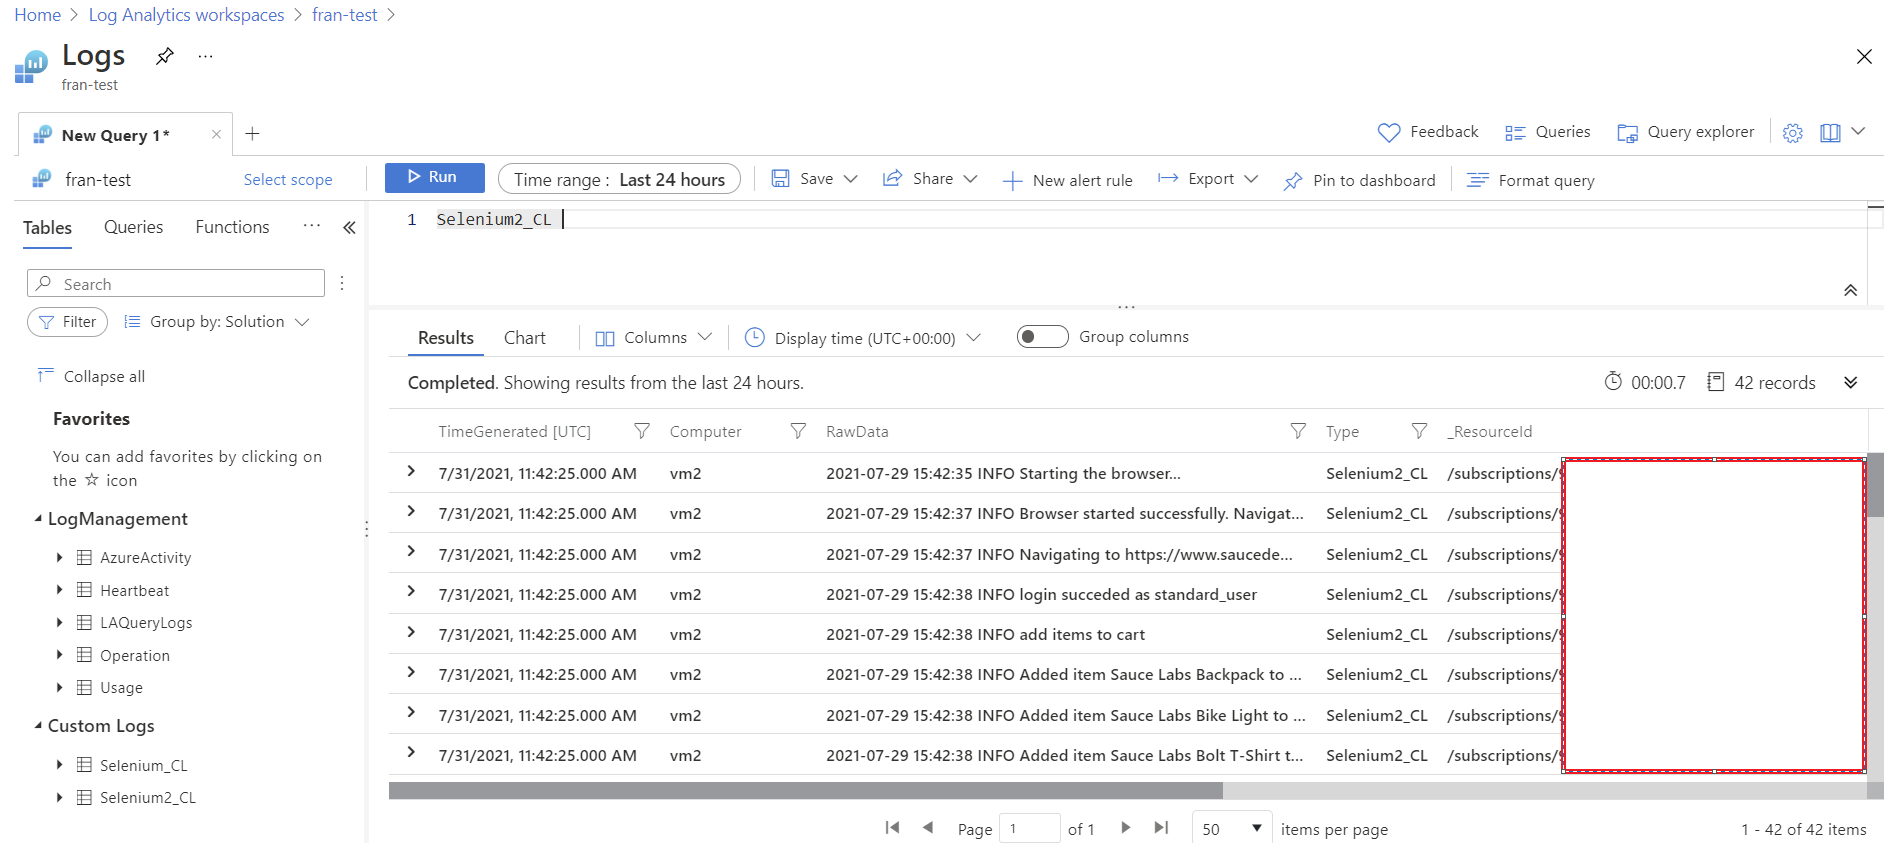 Home > Log Analytics workspaces > fran-test >
Logs ...
fran-test
New Query 1* × +
Feedback Queries Query explorer
fran-test Select scope
Run Time range : Last 24 hours Save Share New alert rule Export Pin to dashboard Format query
Tables Queries Functions ... «
1 Selenium2_CL
Search
Filter Group by: Solution
Results Chart Columns Display time (UTC+00:00) Group columns
Collapse all
Completed. Showing results from the last 24 hours. 00:00.7 42 records
Favorites
You can add favorites by clicking on
the ☆ icon
LogManagement
AzureActivity
Heartbeat
LAQueryLogs
Operation
Usage
Custom Logs
Selenium_CL
Selenium2_CL
TimeGenerated [UTC] Computer RawData Type _ResourceId
7/31/2021, 11:42:25.000 AM vm2 2021-07-29 15:42:35 INFO Starting the browser... Selenium2_CL /subscriptions/
7/31/2021, 11:42:25.000 AM vm2 2021-07-29 15:42:37 INFO Browser started successfully. Navigat... Selenium2_CL /subscriptions/
7/31/2021, 11:42:25.000 AM vm2 2021-07-29 15:42:37 INFO Navigating to https://www.saucede... Selenium2_CL /subscriptions/
7/31/2021, 11:42:25.000 AM vm2 2021-07-29 15:42:38 INFO login succeded as standard_user Selenium2_CL /subscriptions/
7/31/2021, 11:42:25.000 AM vm2 2021-07-29 15:42:38 INFO add items to cart Selenium2_CL /subscriptions/
7/31/2021, 11:42:25.000 AM vm2 2021-07-29 15:42:38 INFO Added item Sauce Labs Backpack to ... Selenium2_CL /subscriptions/
7/31/2021, 11:42:25.000 AM vm2 2021-07-29 15:42:38 INFO Added item Sauce Labs Bike Light to ... Selenium2_CL /subscriptions/
7/31/2021, 11:42:25.000 AM vm2 2021-07-29 15:42:38 INFO Added item Sauce Labs Bolt T-Shirt t... Selenium2_CL /subscriptions/
Page 1 of 1 50 items per page 1 - 42 of 42 items